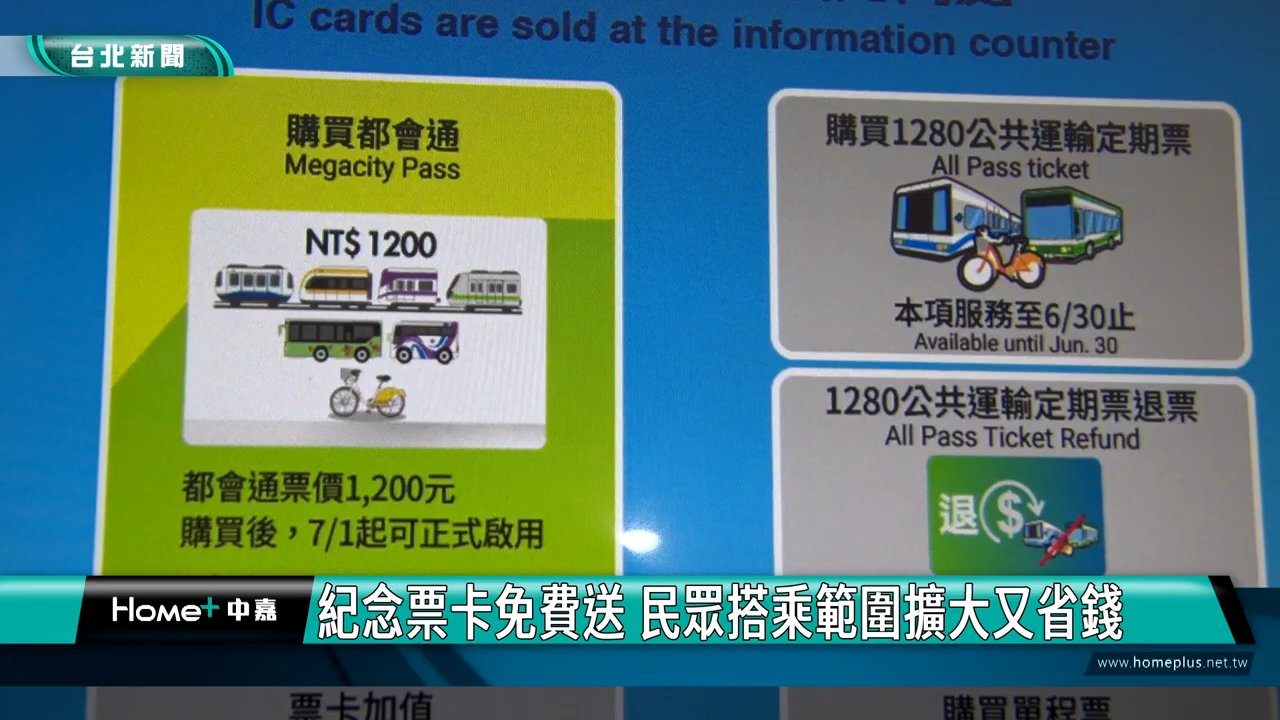 IC cards are sold at the information counter
台北新聞
購買都會通
Megacity Pass
NT$ 1200
都會通票價1,200元
購買後，7/1起可正式啟用
購買1280公共運輸定期票
All Pass ticket
本項服務至6/30止
Available until Jun. 30
1280公共運輸定期票退票
All Pass Ticket Refund
退$
Home+中嘉
紀念票卡免費送 民眾搭乘範圍擴大又省錢
www.homeplus.net.tw
票卡加值
購買單程票